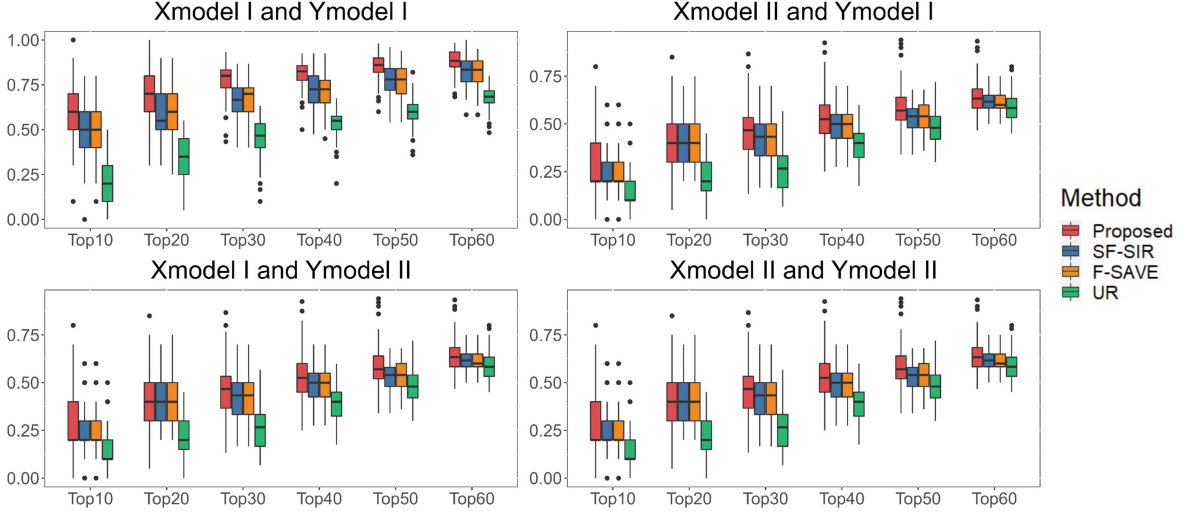 Xmodel I and Ymodel I
1.00
0.75
0.50
0.25
0.00
Top10 Top20 Top30 Top40 Top50 Top60
Xmodel II and Ymodel I
0.75
0.50
0.25
0.00
Top10 Top20 Top30 Top40 Top50 Top60
Xmodel I and Ymodel II
0.75
0.50
0.25
0.00
Top10 Top20 Top30 Top40 Top50 Top60
Xmodel II and Ymodel II
0.75
0.50
0.25
0.00
Top10 Top20 Top30 Top40 Top50 Top60
Method
Proposed
SF-SIR
F-SAVE
UR